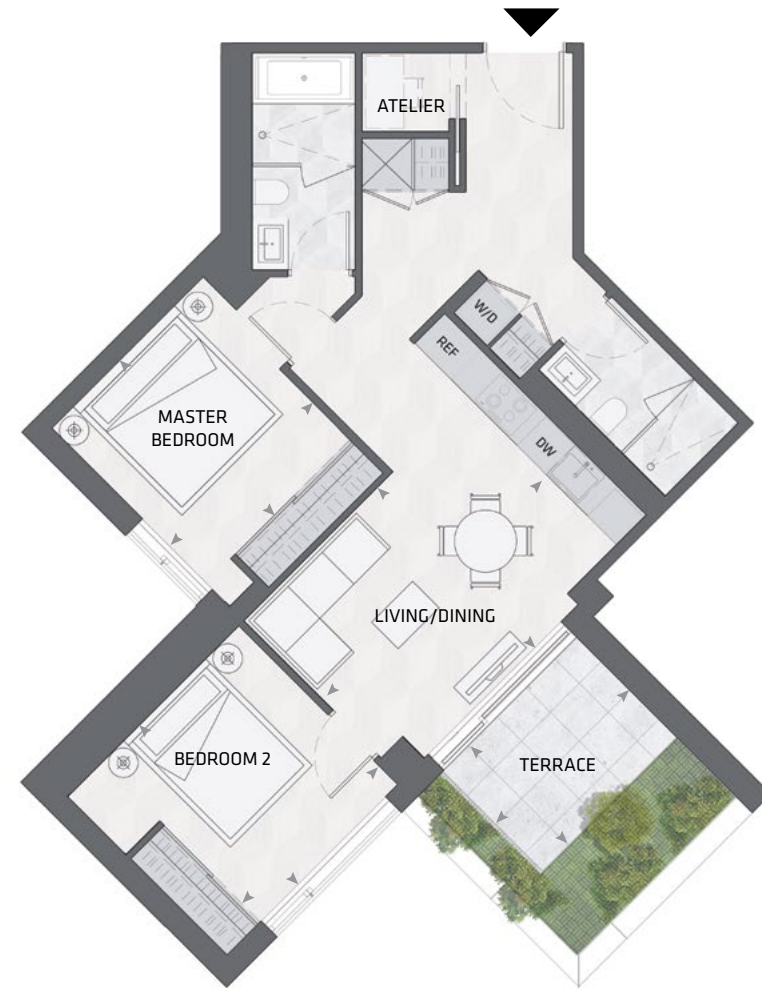 ATELIER
W/D
REF
MASTER
BEDROOM
DW
LIVING/DINING
BEDROOM 2
TERRACE